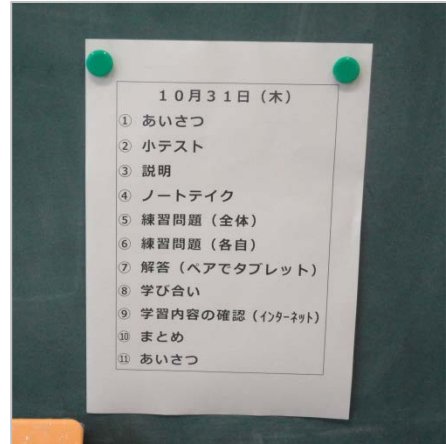 １０月３１日（木）
① あいさつ
② 小テスト
③ 説明
④ ノートテイク
⑤ 練習問題（全体）
⑥ 練習問題（各自）
⑦ 解答（ペアでタブレット）
⑧ 学び合い
⑨ 学習内容の確認（ｲﾝﾀｰﾈｯﾄ）
⑩ まとめ
⑪ あいさつ